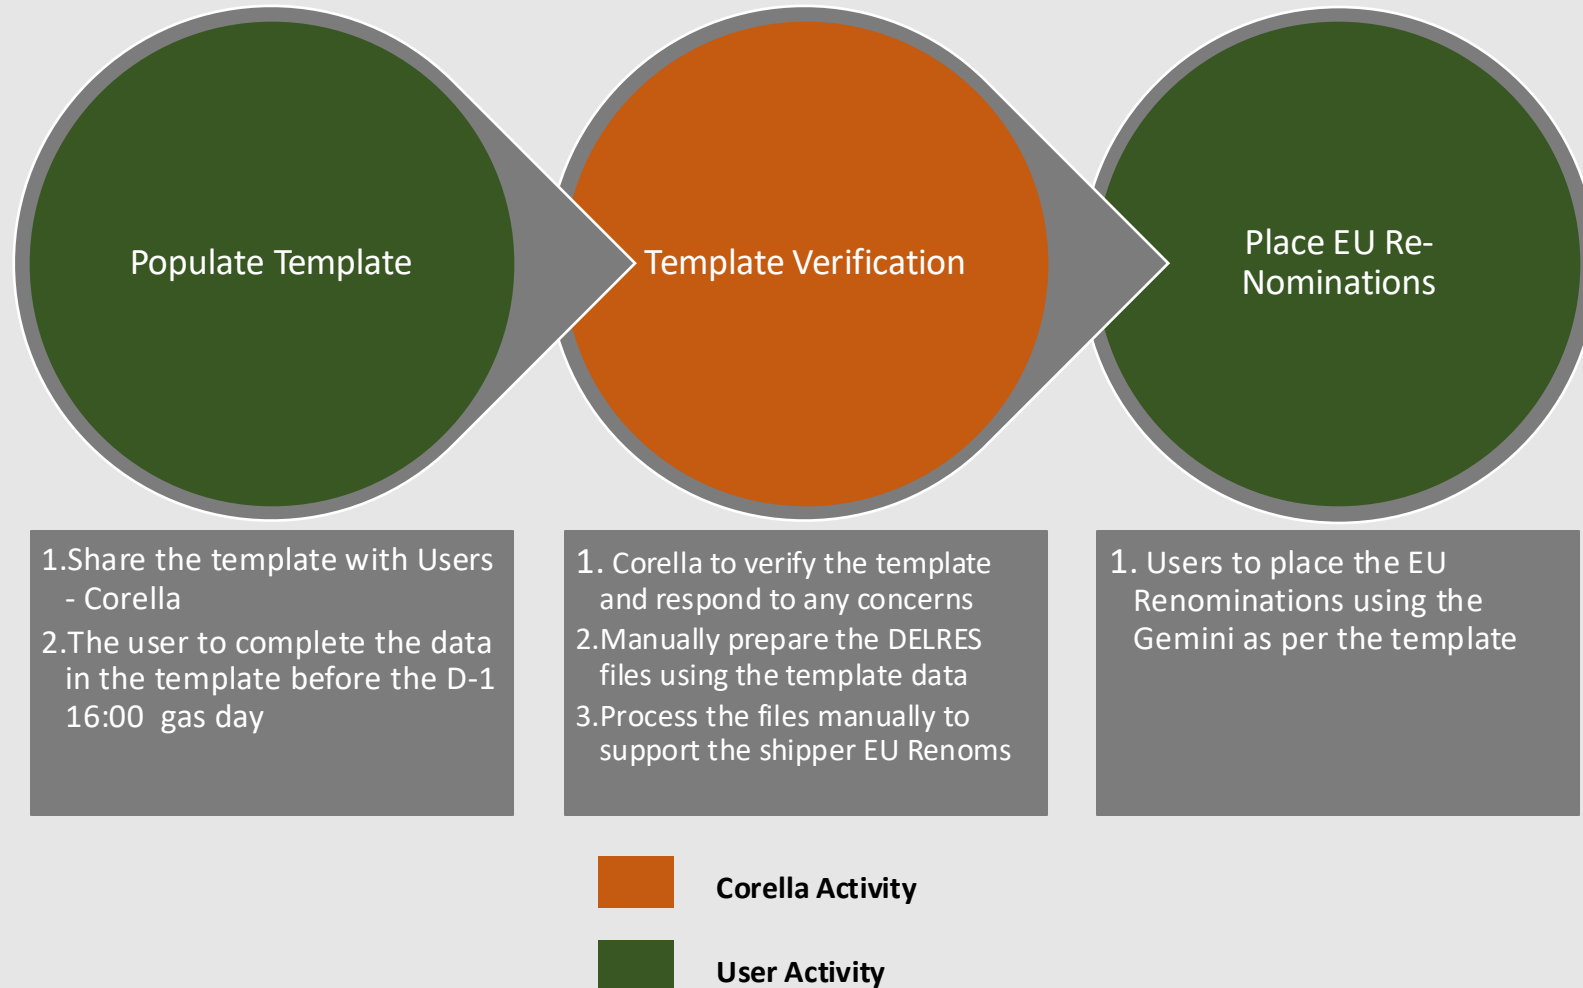 Populate Template
Template Verification
Place EU Re-
Nominations
1.Share the template with Users
- Corella
2.The user to complete the data
in the template before the D-1
16:00 gas day
1. Corella to verify the template
and respond to any concerns
2.Manually prepare the DELRES
files using the template data
3.Process the files manually to
support the shipper EU Renoms
1. Users to place the EU
Renominations using the
Gemini as per the template
Corella Activity
User Activity